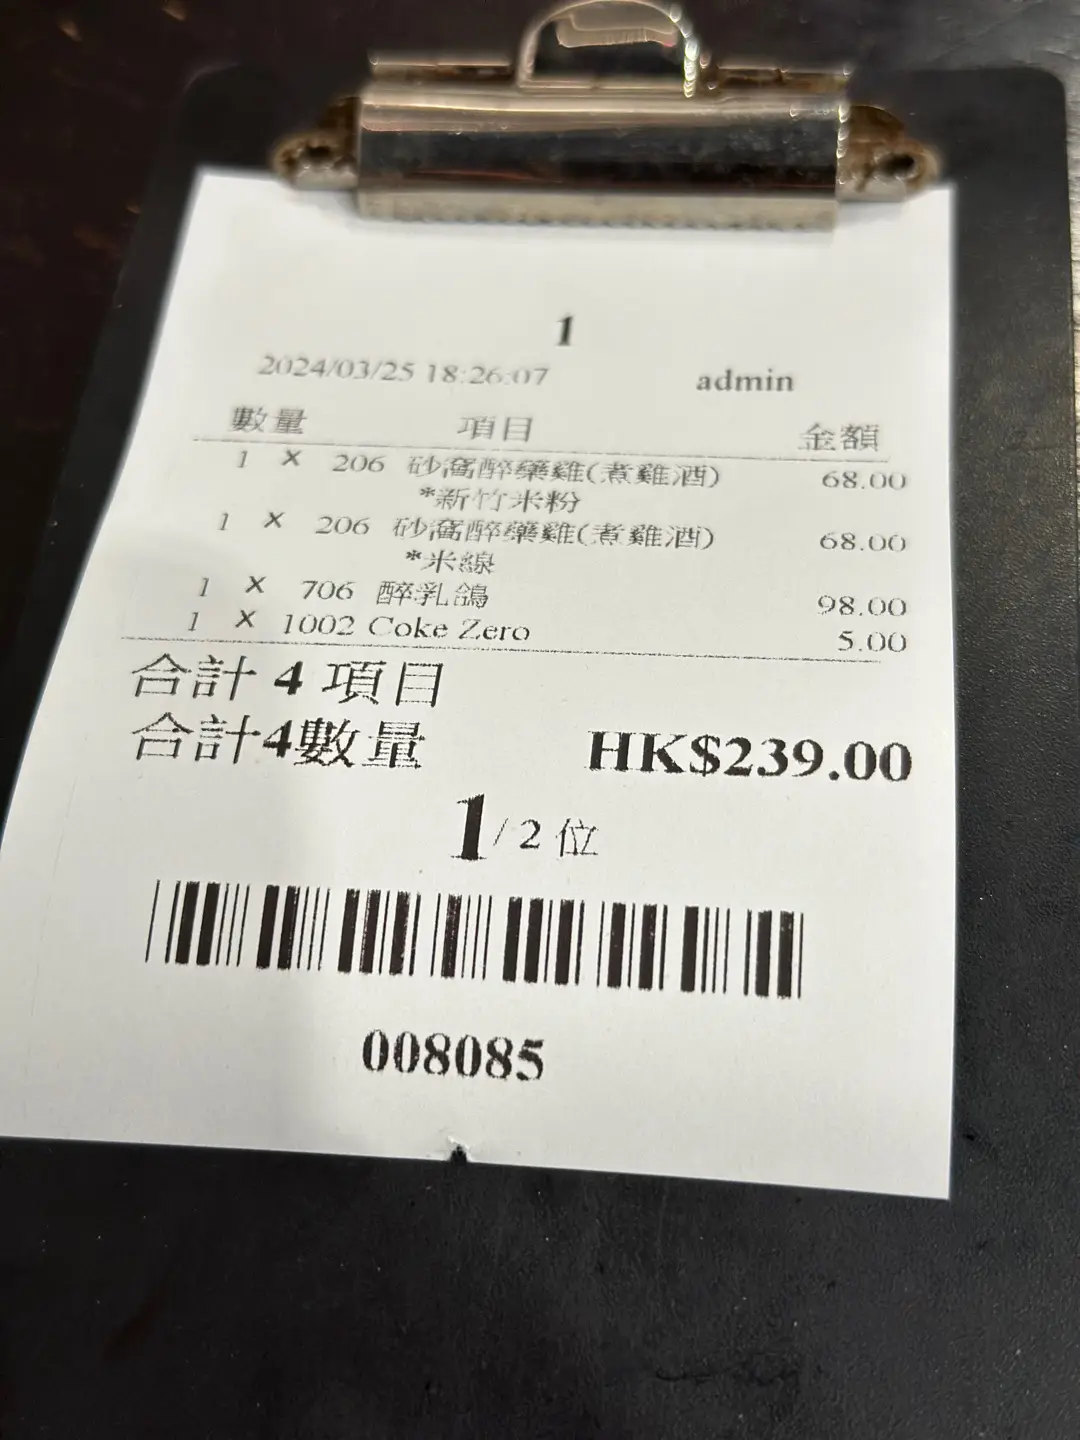 1
2024/03/25 18:26:07 admin
數量 項目 金額
1 × 206 砂窩醉藥雞(煮雞酒) 68.00
*新竹米粉
1 × 206 砂窩醉藥雞(煮雞酒) 68.00
*米線
1 × 706 醉乳鴿 98.00
1 × 1002 Coke Zero 5.00
合計 4 項目
合計4數量 HK$239.00
1 / 2 位
008085